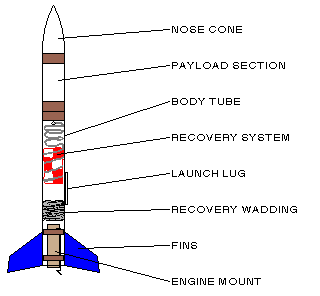 NOSE CONE
PAYLOAD SECTION
BODY TUBE
RECOVERY SYSTEM
LAUNCH LUG
RECOVERY WADDING
FINS
ENGINE MOUNT